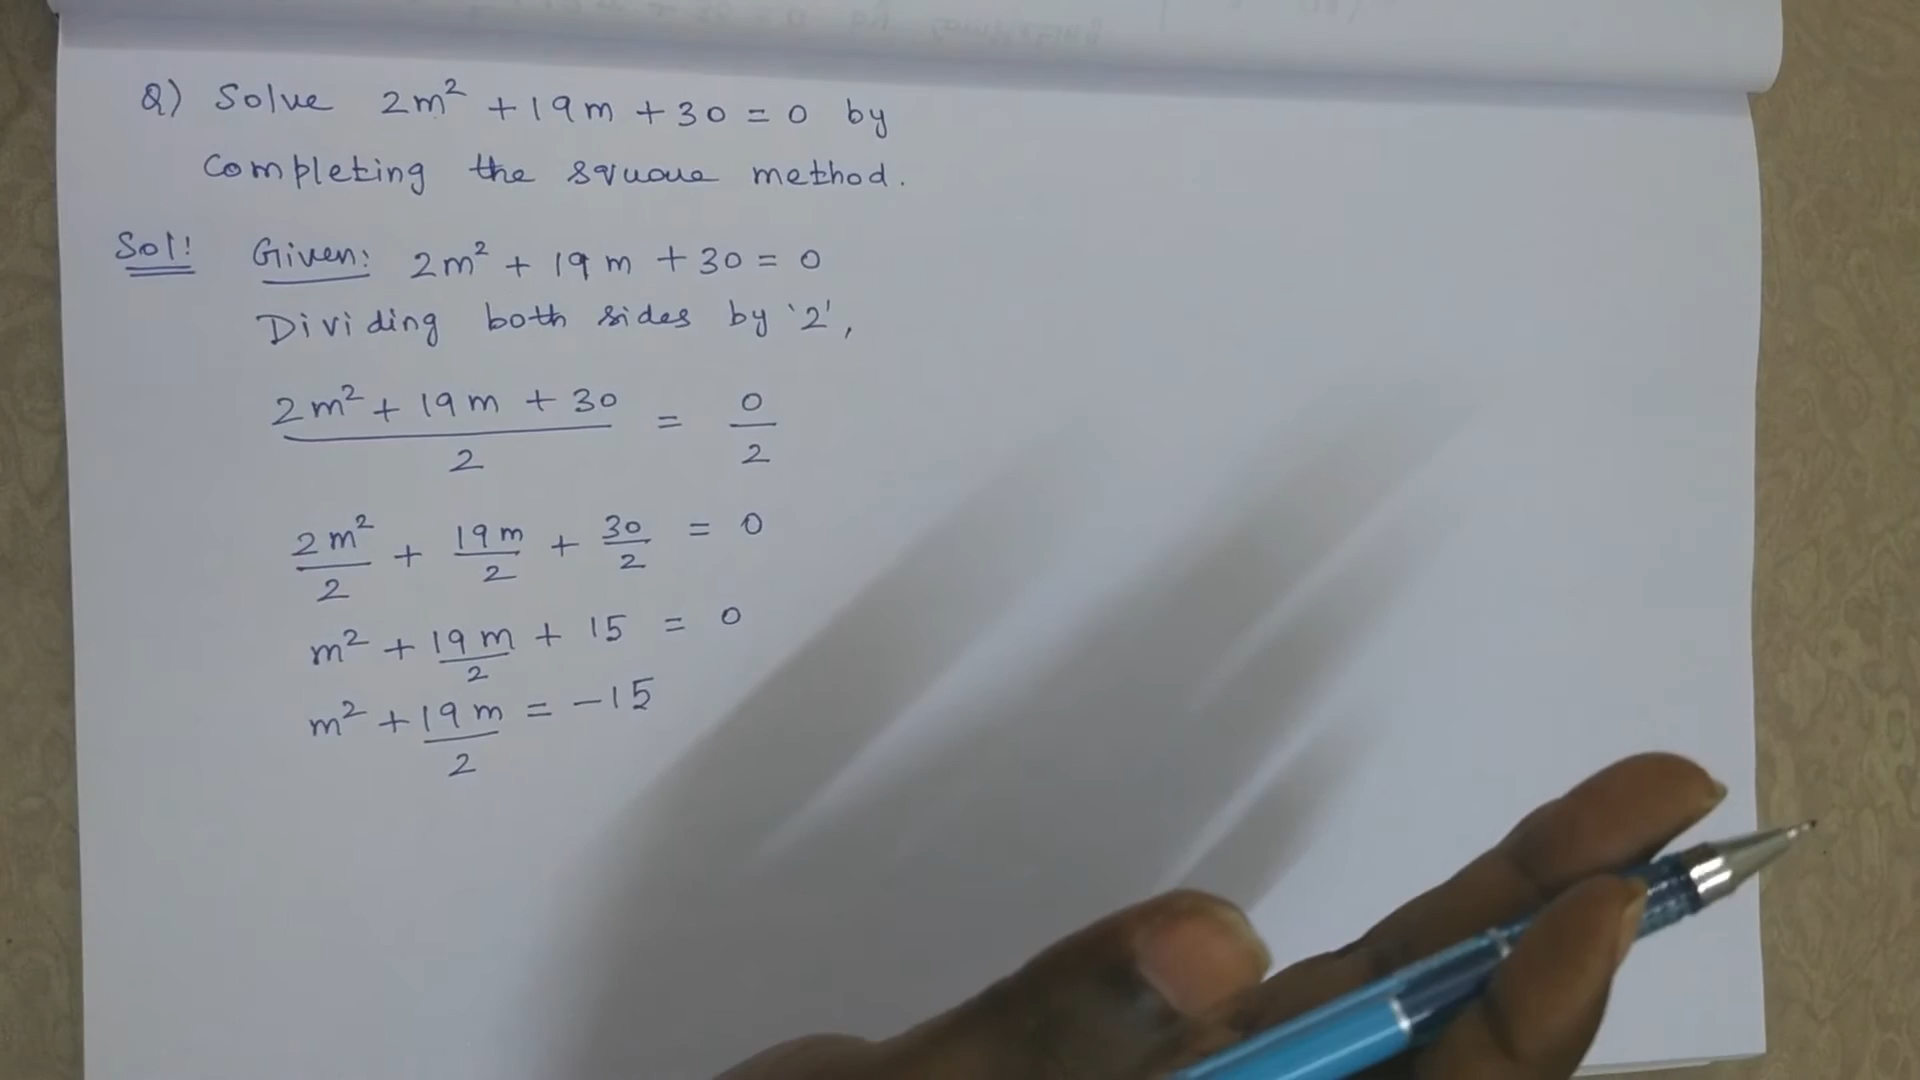 Q) Solve 2m² + 19m + 30 = 0 by
Completing the square method.
Sol! Given: 2m² + 19m + 30 = 0
Dividing both sides by '2',
2m² + 19m + 30 / 2 = 0 / 2
2m²/2 + 19m/2 + 30/2 = 0
m² + 19m/2 + 15 = 0
m² + 19m/2 = -15